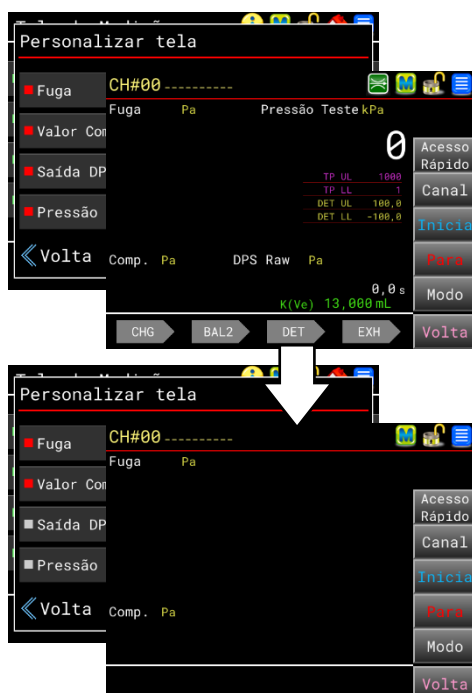 Personalizar tela
Fuga
Valor Com
Saída DP
Pressão
Volta
CH#00 ----------
M
Fuga Pa Pressão Teste kPa
0
TP UL 1000
TP LL 1
DET UL 100,0
DET LL -100,0
Comp. Pa DPS Raw Pa
0,0 s
K(Ve) 13,000 mL
CHG BAL2 DET EXH
Acesso
Rápido
Canal
Inicia
Para
Modo
Volta
Personalizar tela
Fuga
Valor Com
Saída DP
Pressão
Volta
CH#00 ----------
M
Fuga Pa
Comp. Pa
Acesso
Rápido
Canal
Inicia
Para
Modo
Volta